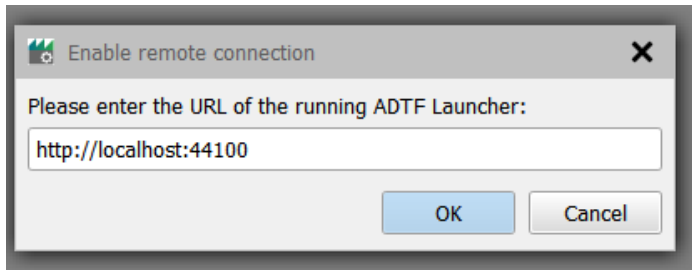 Enable remote connection
Please enter the URL of the running ADTF Launcher:
http://localhost:44100
OK
Cancel